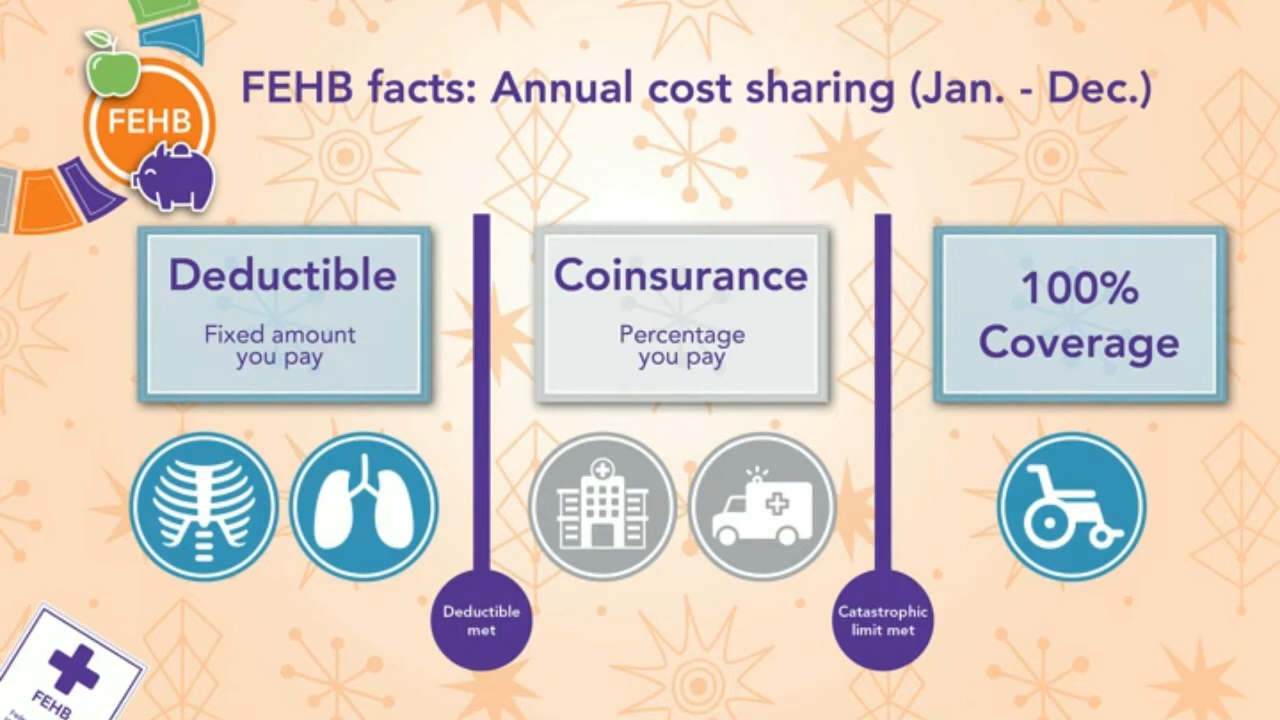 FEHB facts: Annual cost sharing (Jan. - Dec.)
FEHB
Deductible
Fixed amount
you pay
Coinsurance
Percentage
you pay
100%
Coverage
Deductible
met
Catastrophic
limit met
FEHB